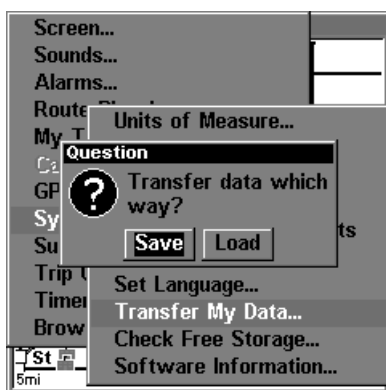 Screen...
Sounds...
Alarms...
Route
Units of Measure...
My
Question
GP
Transfer data which
way?
Sy
ts
Su
Save Load
Trip
Set Language...
Timer
Transfer My Data...
Brow
Check Free Storage...
St
Software Information...
5mi